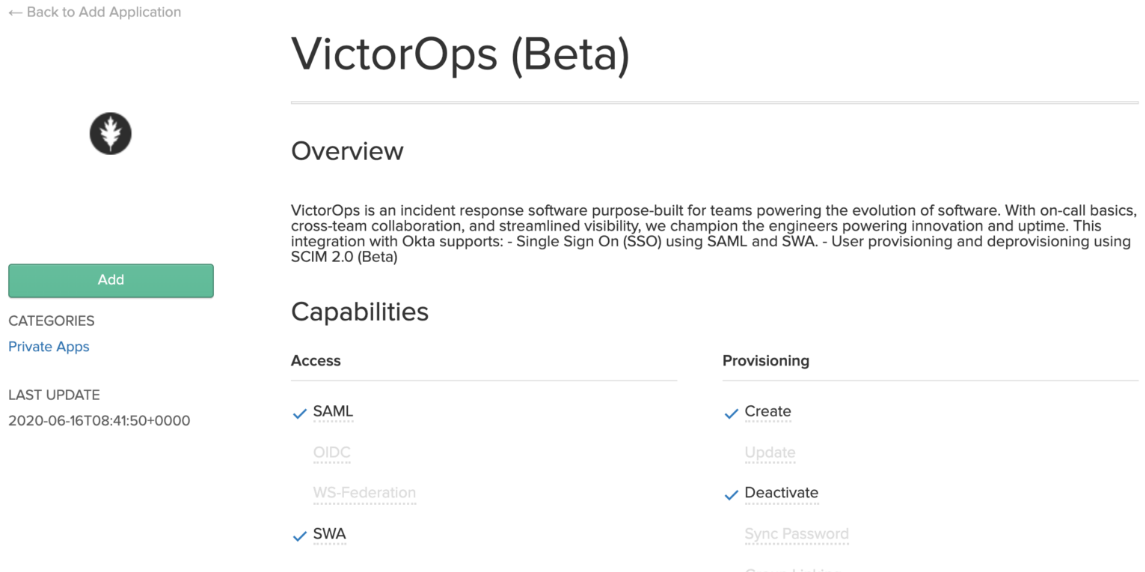 ← Back to Add Application
VictorOps (Beta)
Overview
VictorOps is an incident response software purpose-built for teams powering the evolution of software. With on-call basics,
cross-team collaboration, and streamlined visibility, we champion the engineers powering innovation and uptime. This
integration with Okta supports: - Single Sign On (SSO) using SAML and SWA. - User provisioning and deprovisioning using
SCIM 2.0 (Beta)
Add
CATEGORIES
Private Apps
LAST UPDATE
2020-06-16T08:41:50+0000
Capabilities
Access
SAML
OIDC
WS-Federation
SWA
Provisioning
Create
Update
Deactivate
Sync Password